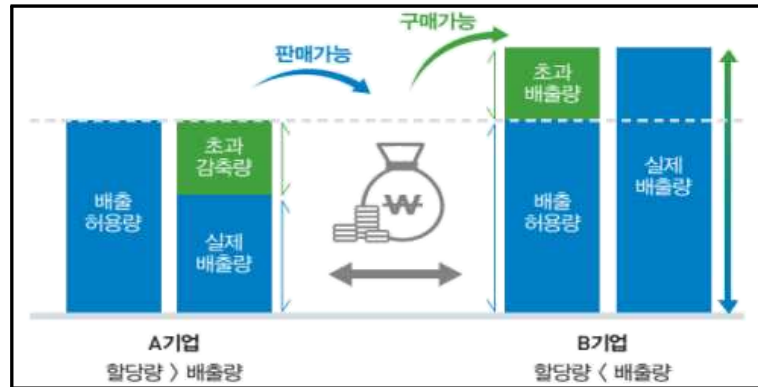 구매가능
판매가능
초과
배출량
초과
감축량
배출
허용량
실제
배출량
₩
배출
허용량
실제
배출량
A기업
할당량 > 배출량
B기업
할당량 < 배출량